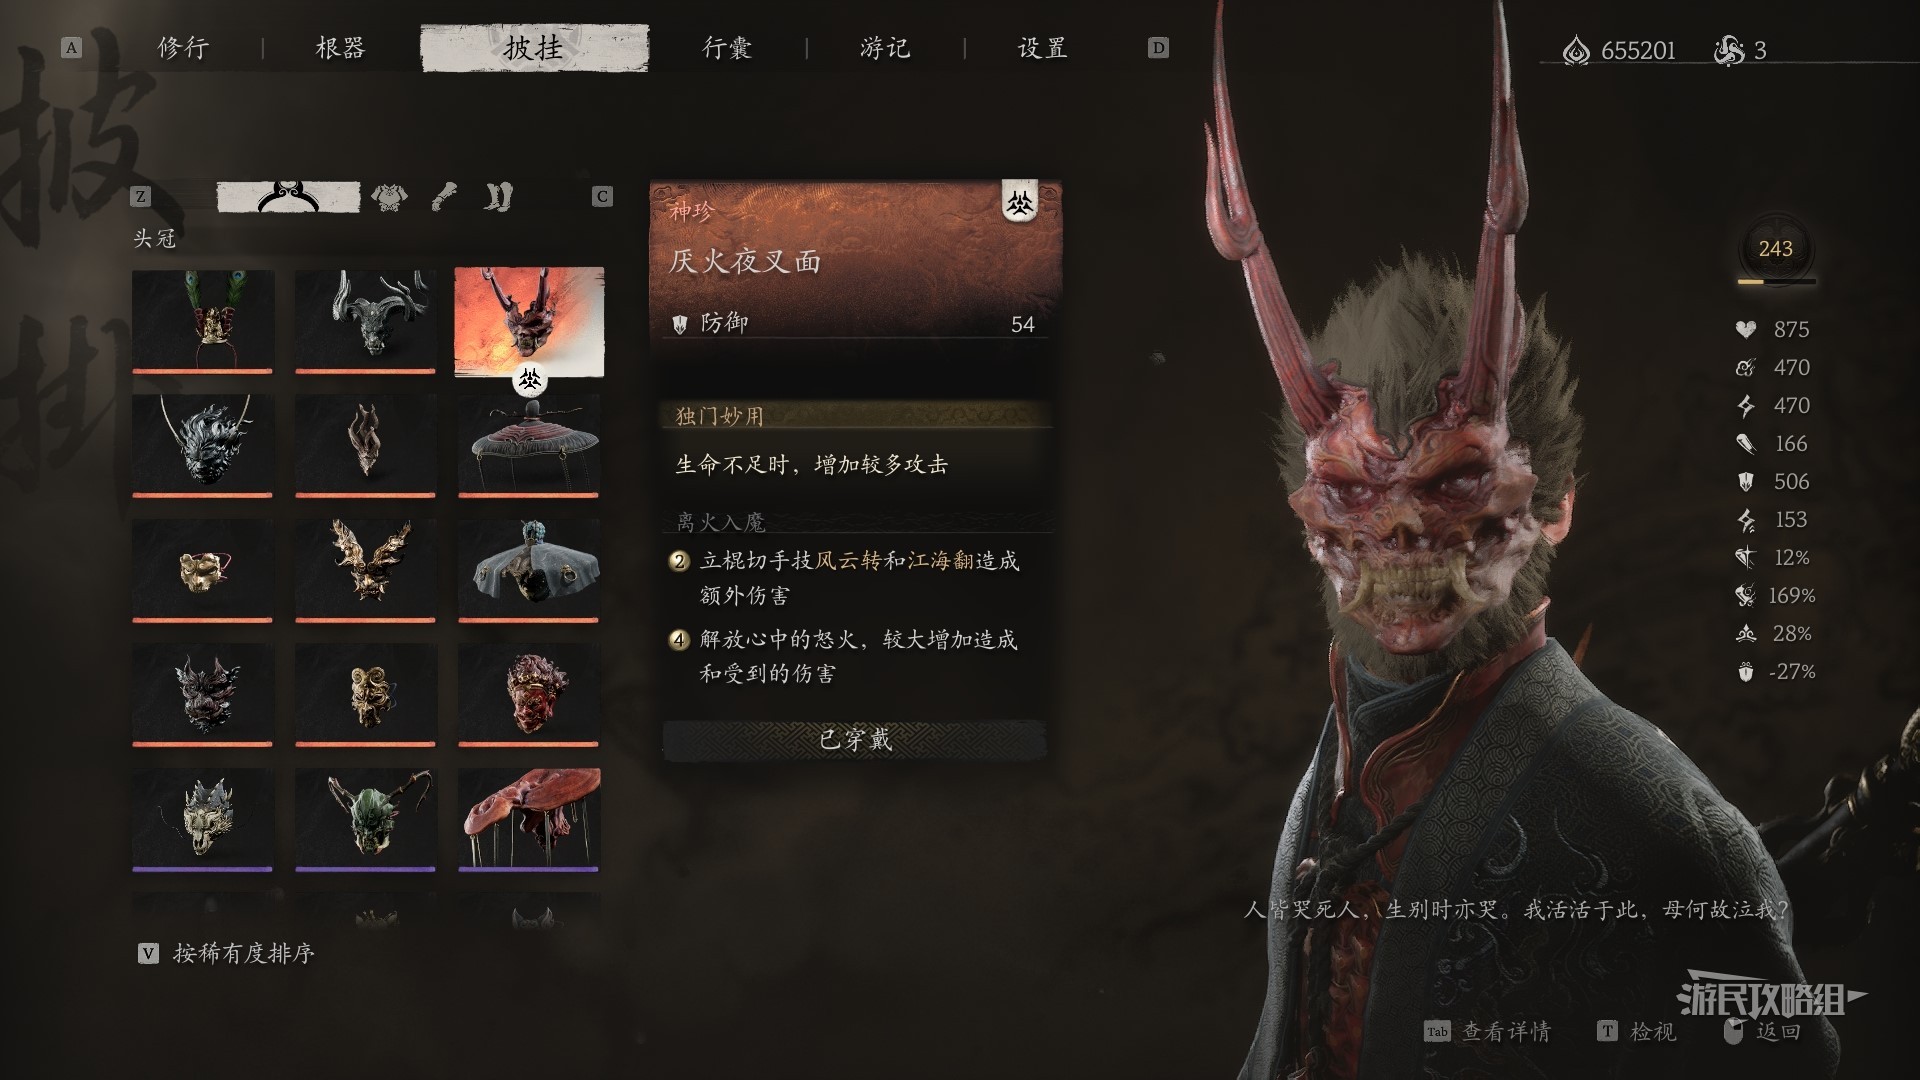 A 修行 根器 披挂 行囊 游记 设置 D
655201 3
披挂
Z C
头冠
神珍
厌火夜叉面
防御 54
独门妙用
生命不足时，增加较多攻击
离火入魔
2 立棍切手技风云转和江海翻造成
额外伤害
4 解放心中的怒火，较大增加造成
和受到的伤害
已穿戴
243
875
470
470
166
506
153
12%
169%
28%
-27%
人皆哭死人，生别时亦哭。我活活于此，母何故泣我？
V 按稀有度排序
游民攻略组
Tab 查看详情 T 检视 返回